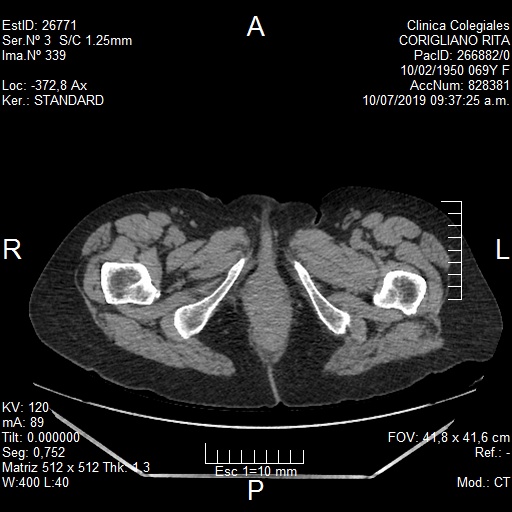 EstID: 26771
Ser.Nº 3 S/C 1.25mm
Ima.Nº 339
Loc: -372,8 Ax
Ker.: STANDARD
A
Clinica Colegiales
CORIGLIANO RITA
PacID: 266882/0
10/02/1950 069Y F
AccNum: 828381
10/07/2019 09:37:25 a.m.
R
L
KV: 120
mA: 89
Tilt: 0.000000
Seg: 0,752
Matriz 512 x 512 Thk: 1.3
W:400 L:40
Esc 1=10 mm
P
FOV: 41,8 x 41,6 cm
Ref.: -
Mod.: CT